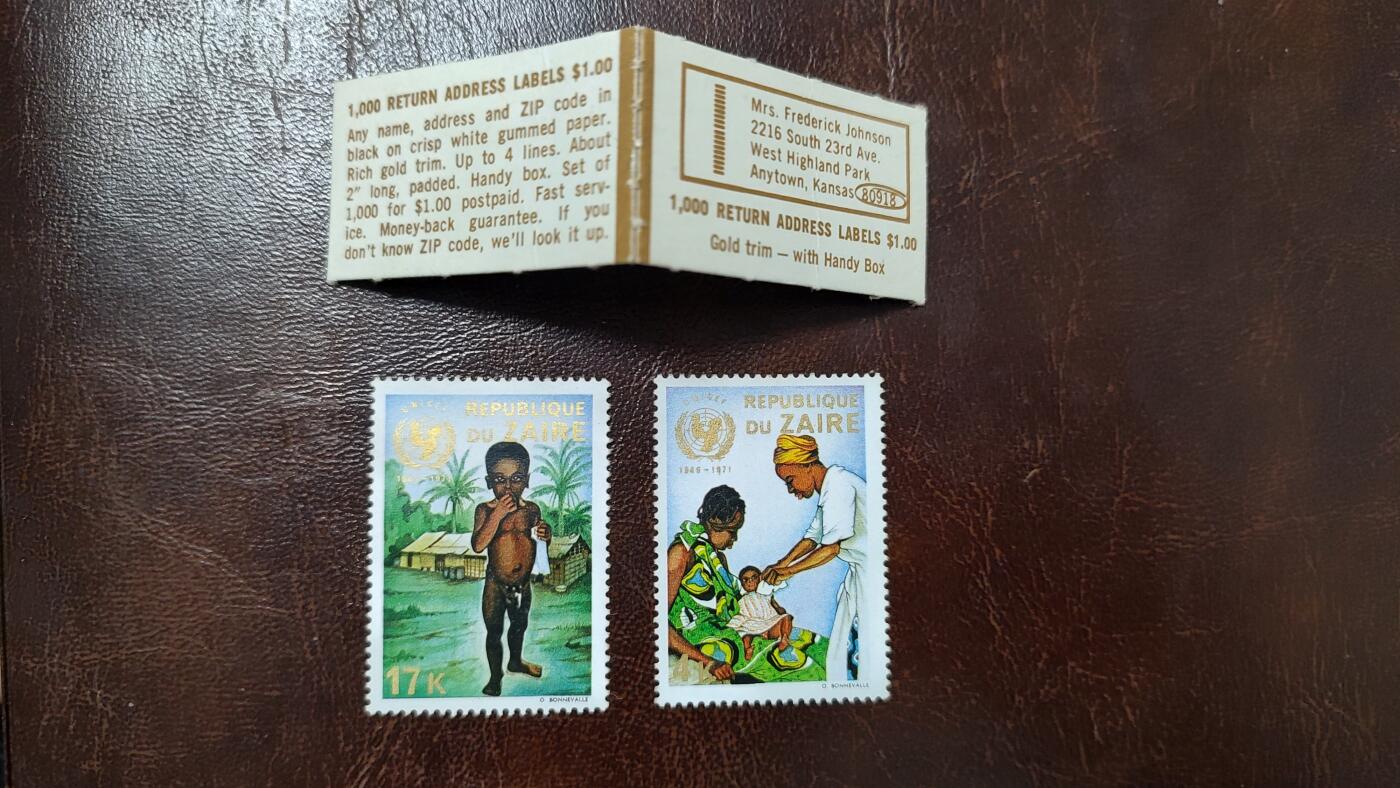 1,000 RETURN ADDRESS LABELS $1.00
Any name, address and ZIP code in
black on crisp white gummed paper.
Rich gold trim. Up to 4 lines. About
2" long, padded. Handy box. Set of
1,000 for $1.00 postpaid. Fast serv-
ice. Money-back guarantee. If you
don't know ZIP code, we'll look it up.
Mrs. Frederick Johnson
2216 South 23rd Ave.
West Highland Park
Anytown, Kansas 80918
1,000 RETURN ADDRESS LABELS $1.00
Gold trim — with Handy Box
UNICEF
REPUBLIQUE
DU ZAIRE
17K
O. BONNEVALLE
UNICEF
1946-1971
REPUBLIQUE
DU ZAIRE
4K
O. BONNEVALLE